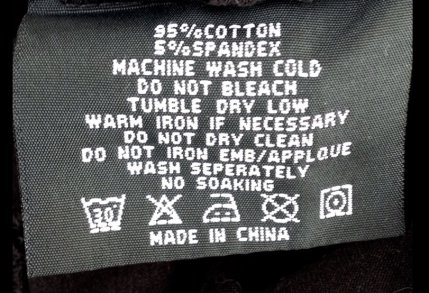 95%COTTON
5%SPANDEX
MACHINE WASH COLD
DO NOT BLEACH
TUMBLE DRY LOW
WARM IRON IF NECESSARY
DO NOT DRY CLEAN
DO NOT IRON EMB/APPLQUE
WASH SEPERATELY
NO SOAKING
30
MADE IN CHINA